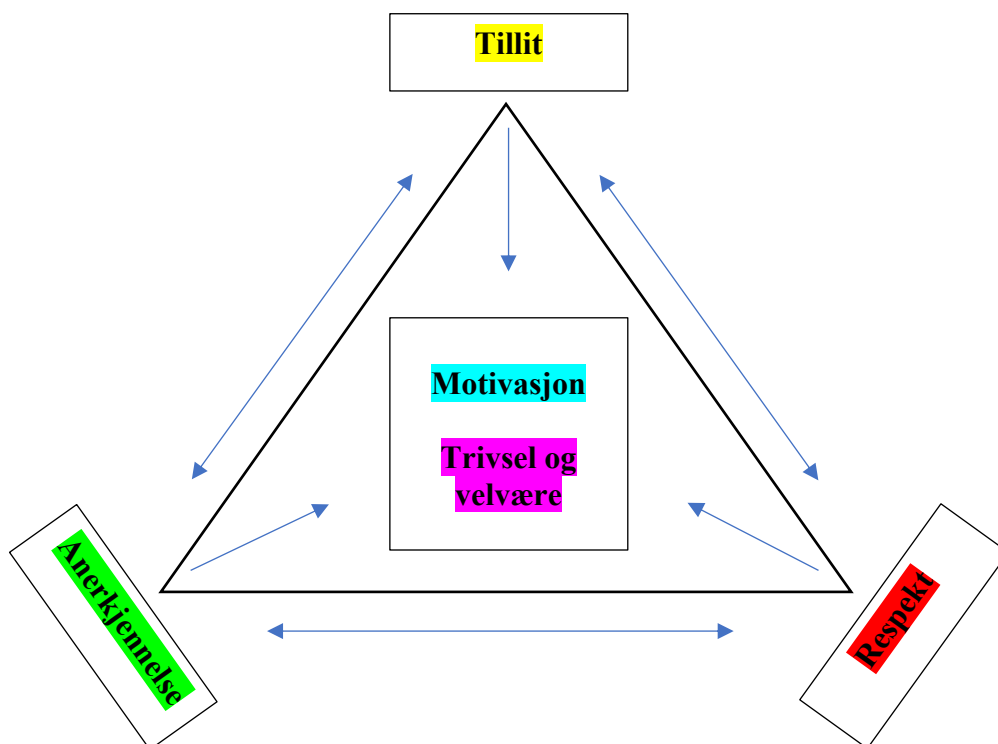 Tillit
Motivasjon
Trivsel og
velvære
Anerkjennelse
Respekt